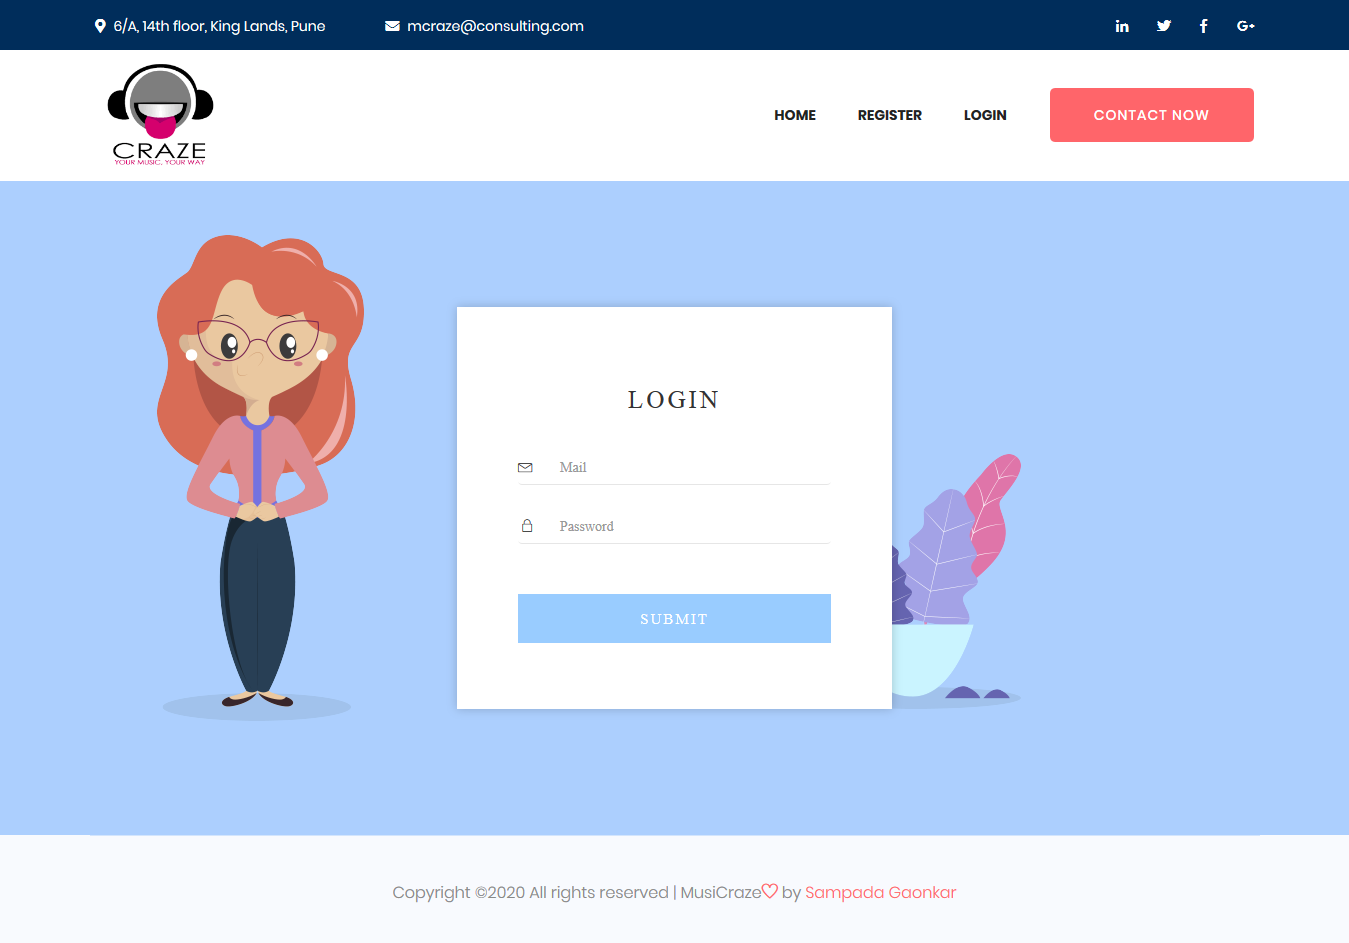 6/A, 14th floor, King Lands, Pune
mcraze@consulting.com
CRAZE
YOUR MUSIC, YOUR WAY
HOME
REGISTER
LOGIN
CONTACT NOW
LOGIN
Mail
Password
SUBMIT
Copyright ©2020 All rights reserved | MusiCraze♡ by Sampada Gaonkar